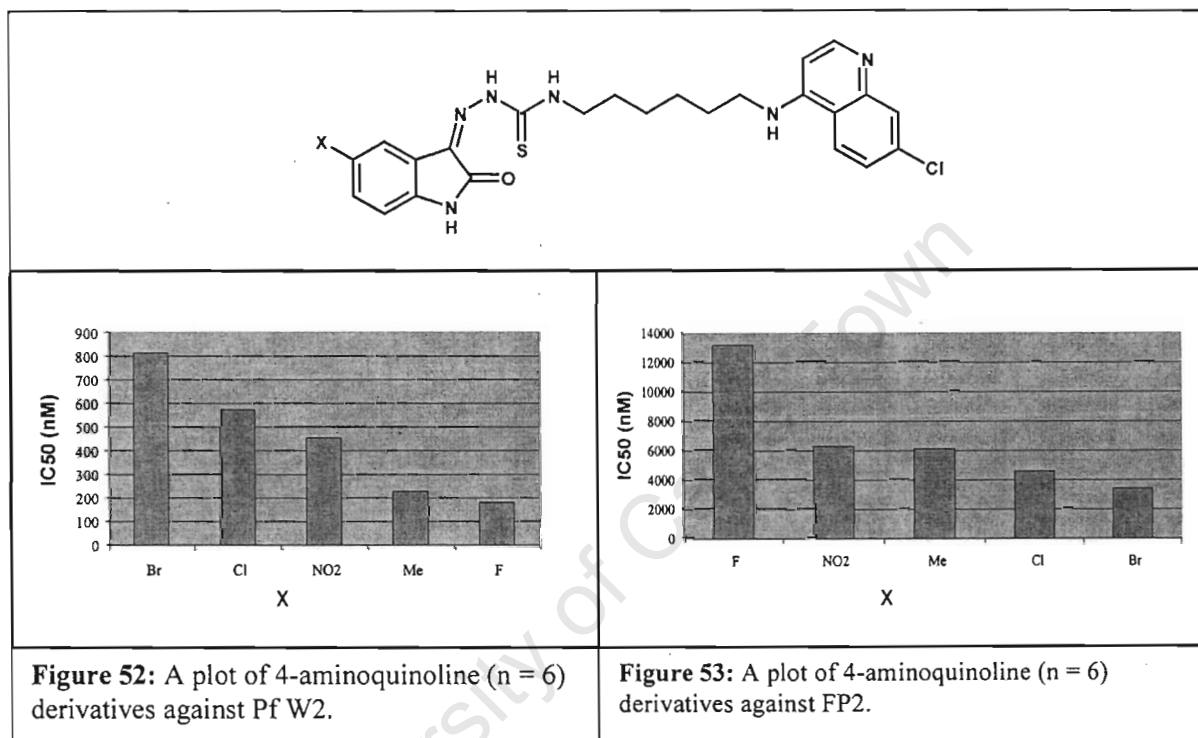 X
N
H
N
H
N
S
O
N
H
N
H
N
Cl
IC50 (nM)
900
800
700
600
500
400
300
200
100
0
Br Cl NO2 Me F
X
IC50 (nM)
14000
12000
10000
8000
6000
4000
2000
0
F NO2 Me Cl Br
X
Figure 52: A plot of 4-aminoquinoline (n = 6)
derivatives against Pf W2.
Figure 53: A plot of 4-aminoquinoline (n = 6)
derivatives against FP2.